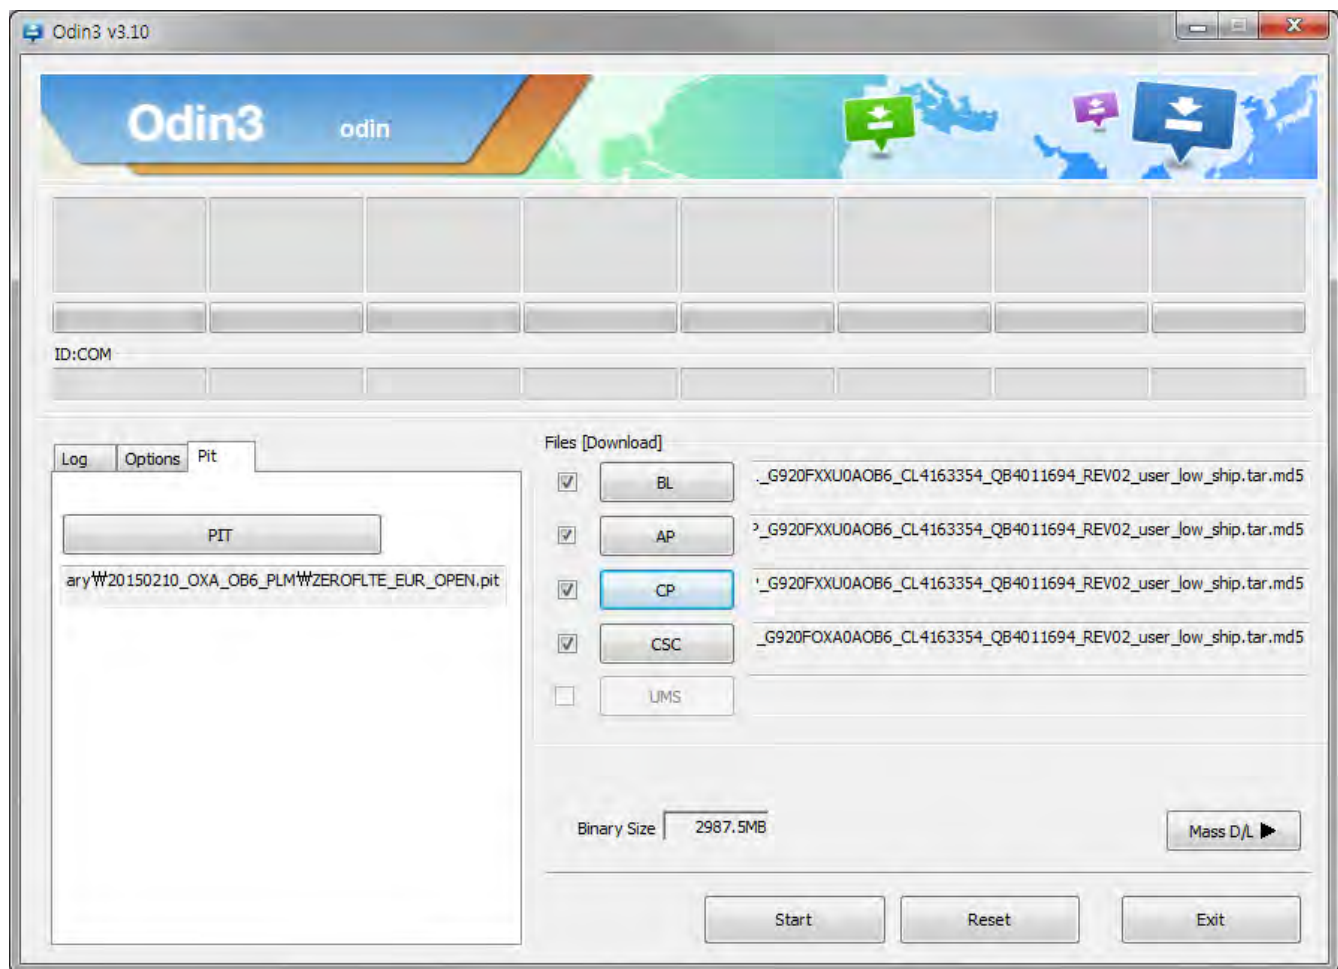 Odin3 v3.10
Odin3 odin
ID:COM
Log Options Pit
PIT
ary₩20150210_OXA_OB6_PLM₩ZEROFLTE_EUR_OPEN.pit
Files [Download]
BL ._G920FXXU0AOB6_CL4163354_QB4011694_REV02_user_low_ship.tar.md5
AP P_G920FXXU0AOB6_CL4163354_QB4011694_REV02_user_low_ship.tar.md5
CP '_G920FXXU0AOB6_CL4163354_QB4011694_REV02_user_low_ship.tar.md5
CSC _G920FOXA0AOB6_CL4163354_QB4011694_REV02_user_low_ship.tar.md5
UMS
Binary Size 2987.5MB
Mass D/L ▶
Start Reset Exit